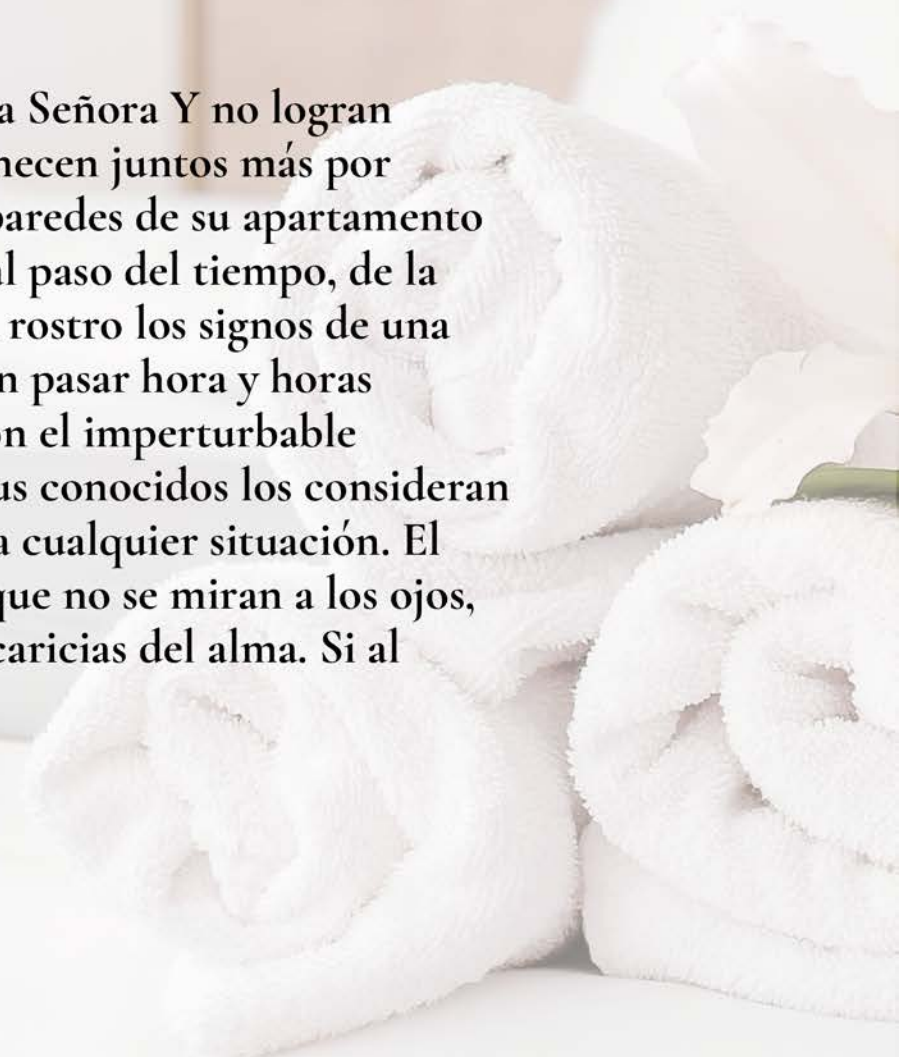 a Señora Y no logran
necen juntos más por
paredes de su apartamento
al paso del tiempo, de la
rostro los signos de una
n pasar hora y horas
on el imperturbable
us conocidos los consideran
a cualquier situación. El
que no se miran a los ojos,
caricias del alma. Si al